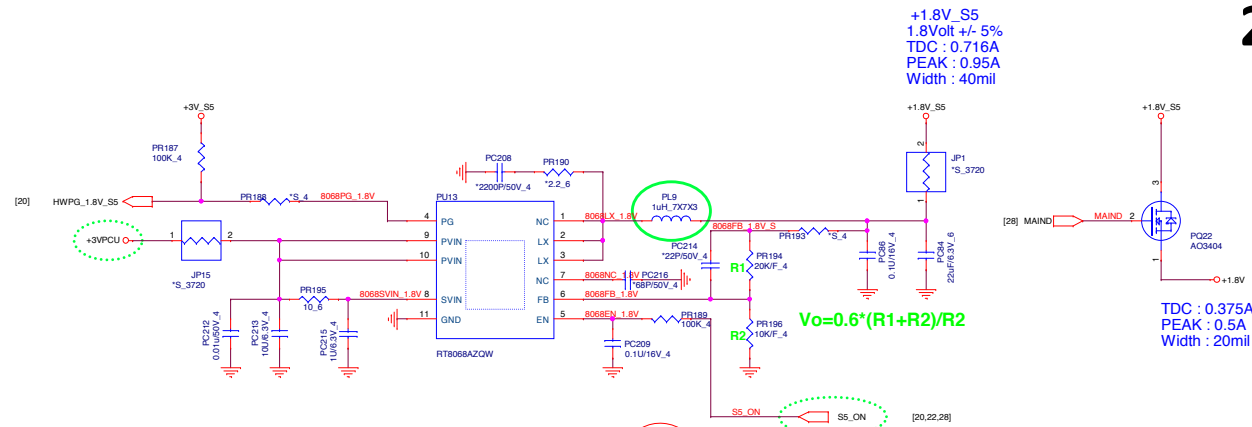 +1.8V_S5
1.8Volt +/- 5%
TDC : 0.716A
PEAK : 0.95A
Width : 40mil
2
+3V_S5
PR187
100K_4
[20]
HWPG_1.8V_S5
PR188
*S_4
8068PG_1.8V
+3VPCU
1
2
JP15
*S_3720
PR195
10_6
8068SVIN_1.8V
PC212
0.01u/50V_4
PC213
10U/6.3V_4
PC215
1U/6.3V_4
PC208
*2200P/50V_4
PR190
*2.2_6
PU13
4
PG
9
PVIN
10
PVIN
8
SVIN
11
GND
NC
1
LX
2
LX
3
NC
7
FB
6
EN
5
RT8068AZQW
8068LX_1.8V
PL9
1uH_7X7X3
8068FB_1.8V_S
PR193
*S_4
PC214
*22P/50V_4
R1
PR194
20K/F_4
8068NC_1.8V
PC216
*68P/50V_4
8068FB_1.8V
8068EN_1.8V
PR189
100K_4
R2
PR196
10K/F_4
PC209
0.1U/16V_4
PC86
0.1U/16V_4
PC84
22uF/6.3V_6
+1.8V_S5
2
JP1
*S_3720
1
Vo=0.6*(R1+R2)/R2
S5_ON
S5_ON
[20,22,28]
+1.8V_S5
3
[28]
MAIND
MAIND
2
PQ22
AO3404
1
+1.8V
TDC : 0.375A
PEAK : 0.5A
Width : 20mil